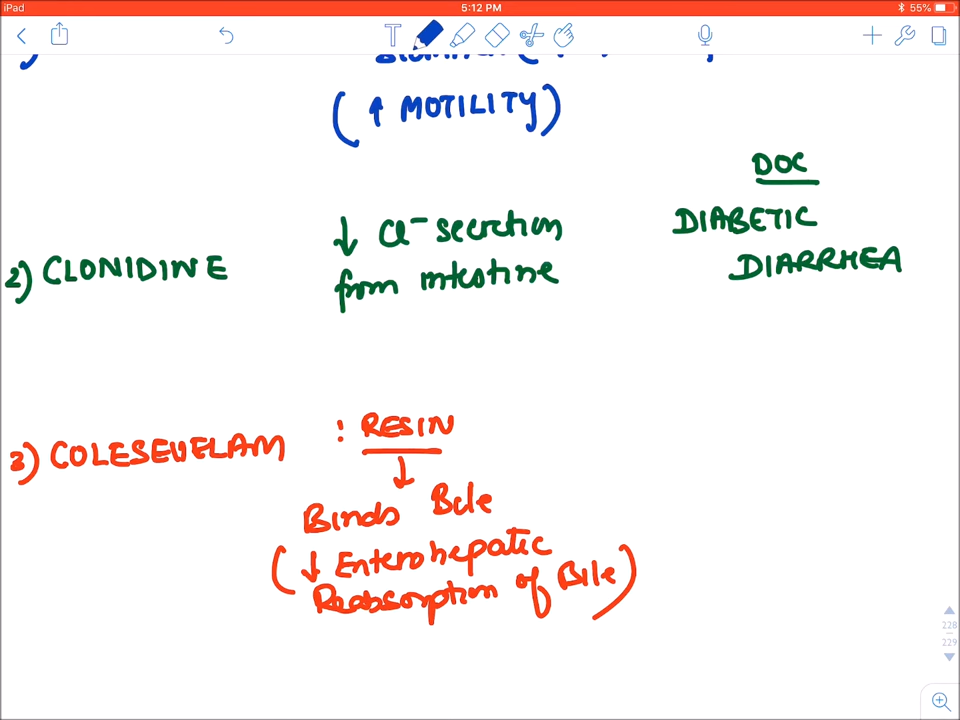 iPad 5:12 PM 55%
T
(↑ MOTILITY)
DOC
DIABETIC
DIARRHEA
2) CLONIDINE
↓ Cl⁻ secretion
from intestine
3) COLESEVELAM : RESIN
↓
Binds Bile
(↓ Enterohepatic
Reabsorption of Bile)
228
229